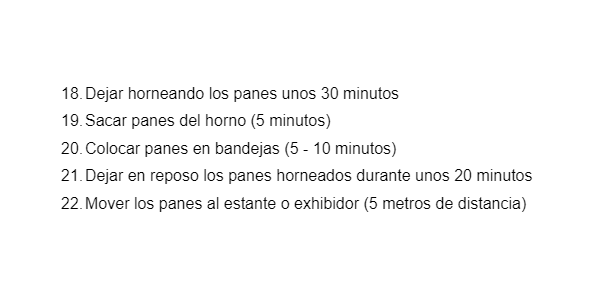 18. Dejar horneando los panes unos 30 minutos
19. Sacar panes del horno (5 minutos)
20. Colocar panes en bandejas (5 - 10 minutos)
21. Dejar en reposo los panes horneados durante unos 20 minutos
22. Mover los panes al estante o exhibidor (5 metros de distancia)